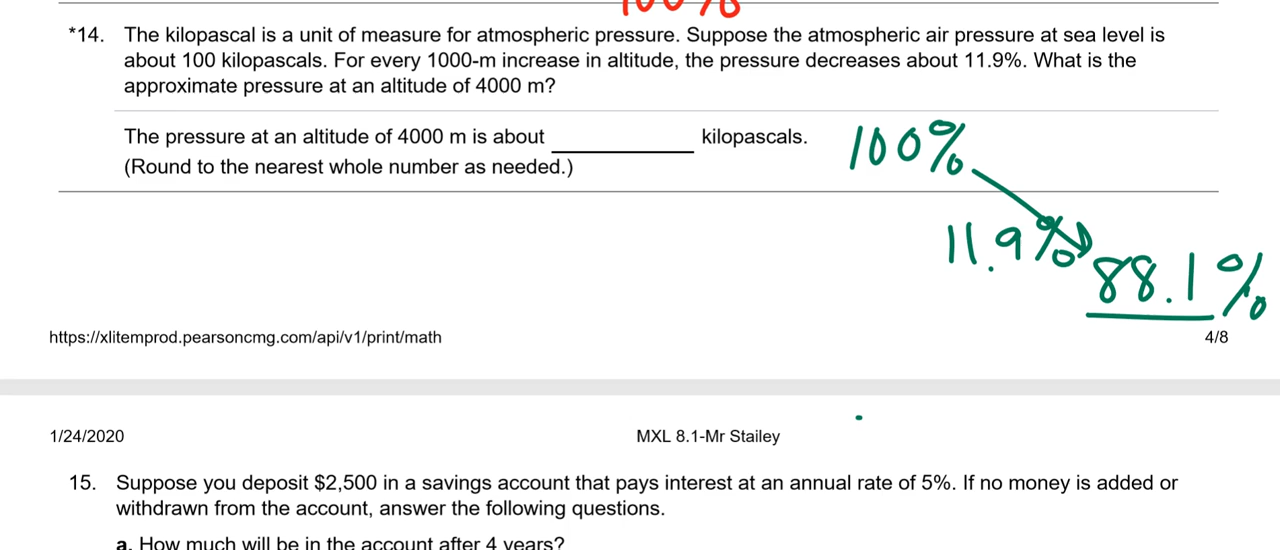 100%
*14. The kilopascal is a unit of measure for atmospheric pressure. Suppose the atmospheric air pressure at sea level is
about 100 kilopascals. For every 1000-m increase in altitude, the pressure decreases about 11.9%. What is the
approximate pressure at an altitude of 4000 m?
The pressure at an altitude of 4000 m is about __________ kilopascals.
100%
(Round to the nearest whole number as needed.)
11.9%
88.1%
https://xlitemprod.pearsoncmg.com/api/v1/print/math 4/8
1/24/2020 MXL 8.1-Mr Stailey
15. Suppose you deposit $2,500 in a savings account that pays interest at an annual rate of 5%. If no money is added or
withdrawn from the account, answer the following questions.
a. How much will be in the account after 4 years?